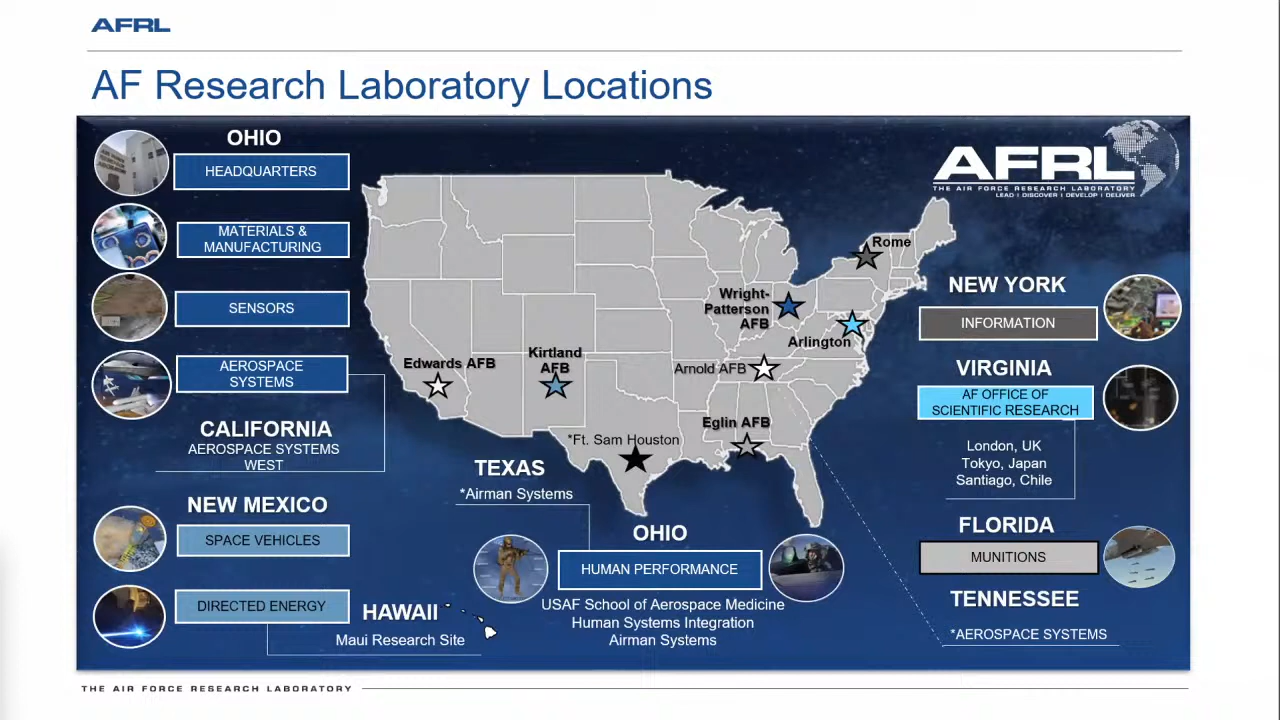 AFRL
AF Research Laboratory Locations
OHIO
HEADQUARTERS
MATERIALS &
MANUFACTURING
SENSORS
AEROSPACE
SYSTEMS
CALIFORNIA
AEROSPACE SYSTEMS
WEST
NEW MEXICO
SPACE VEHICLES
DIRECTED ENERGY
HAWAII
Maui Research Site
AFRL
THE AIR FORCE RESEARCH LABORATORY
LEAD | DISCOVER | DEVELOP | DELIVER
Rome
Wright-
Patterson
AFB
Arlington
Edwards AFB
Kirtland
AFB
Arnold AFB
Eglin AFB
*Ft. Sam Houston
TEXAS
*Airman Systems
OHIO
HUMAN PERFORMANCE
USAF School of Aerospace Medicine
Human Systems Integration
Airman Systems
NEW YORK
INFORMATION
VIRGINIA
AF OFFICE OF
SCIENTIFIC RESEARCH
London, UK
Tokyo, Japan
Santiago, Chile
FLORIDA
MUNITIONS
TENNESSEE
*AEROSPACE SYSTEMS
THE AIR FORCE RESEARCH LABORATORY